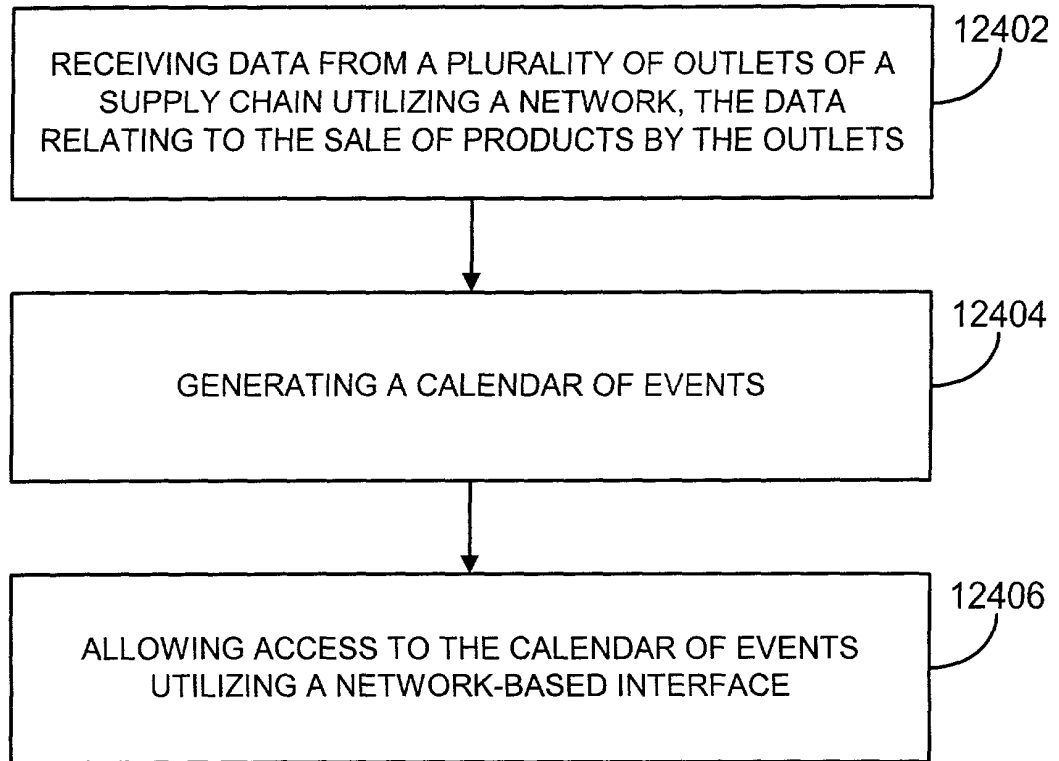 12402
RECEIVING DATA FROM A PLURALITY OF OUTLETS OF A
SUPPLY CHAIN UTILIZING A NETWORK, THE DATA
RELATING TO THE SALE OF PRODUCTS BY THE OUTLETS
12404
GENERATING A CALENDAR OF EVENTS
12406
ALLOWING ACCESS TO THE CALENDAR OF EVENTS
UTILIZING A NETWORK-BASED INTERFACE